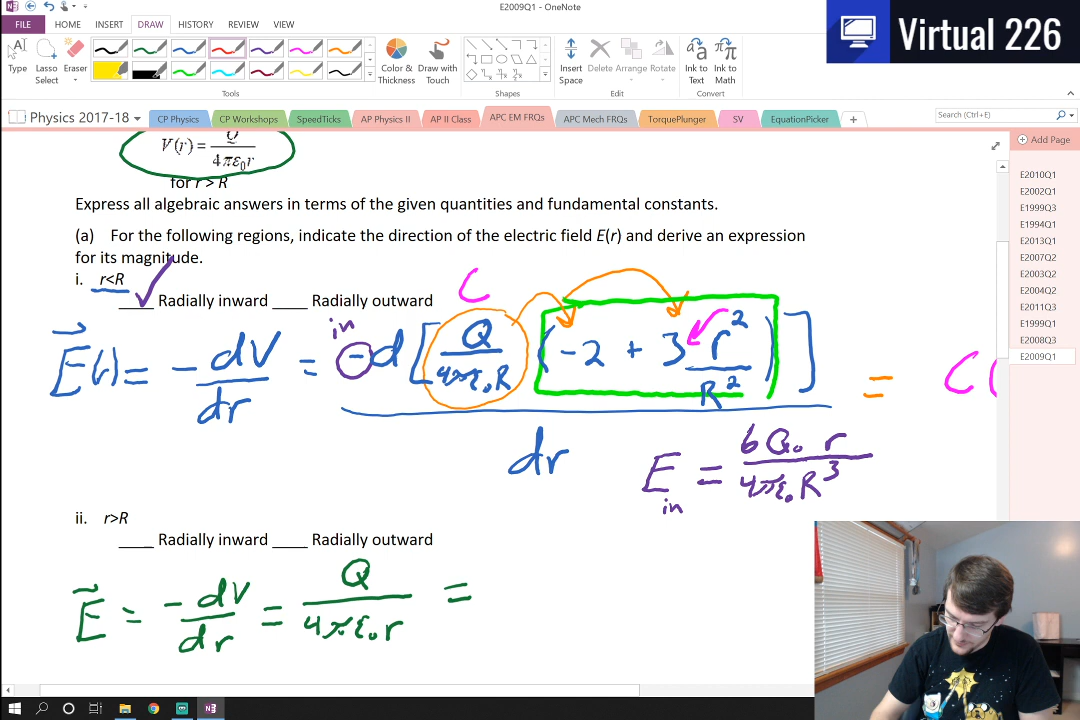 E2009Q1 - OneNote
Virtual 226
FILE HOME INSERT DRAW HISTORY REVIEW VIEW
Type Lasso Select Eraser Color & Thickness Draw with Touch Insert Space Delete Arrange Rotate Ink to Text Ink to Math
Tools Shapes Edit Convert
Physics 2017-18 CP Physics CP Workshops SpeedTicks AP Physics II AP II Class APC EM FRQs APC Mech FRQs TorquePlunger SV EquationPicker Search (Ctrl+E)
Add Page
E2010Q1
E2002Q1
E1999Q3
E1994Q1
E2013Q1
E2007Q2
E2003Q2
E2004Q2
E2011Q3
E1999Q1
E2008Q3
E2009Q1
V(r) = Q / 4πε₀r
for r > R
Express all algebraic answers in terms of the given quantities and fundamental constants.
(a) For the following regions, indicate the direction of the electric field E(r) and derive an expression
for its magnitude.
i. r<R
____ Radially inward ____ Radially outward
C
in
E(r) = -dV/dr = -d[Q/4πε₀R (-2 + 3 r²/R²)] / dr = C(
E in = 6Q₀ r / 4πε₀R³
ii. r>R
____ Radially inward ____ Radially outward
E = -dV/dr = Q/4πε₀r =